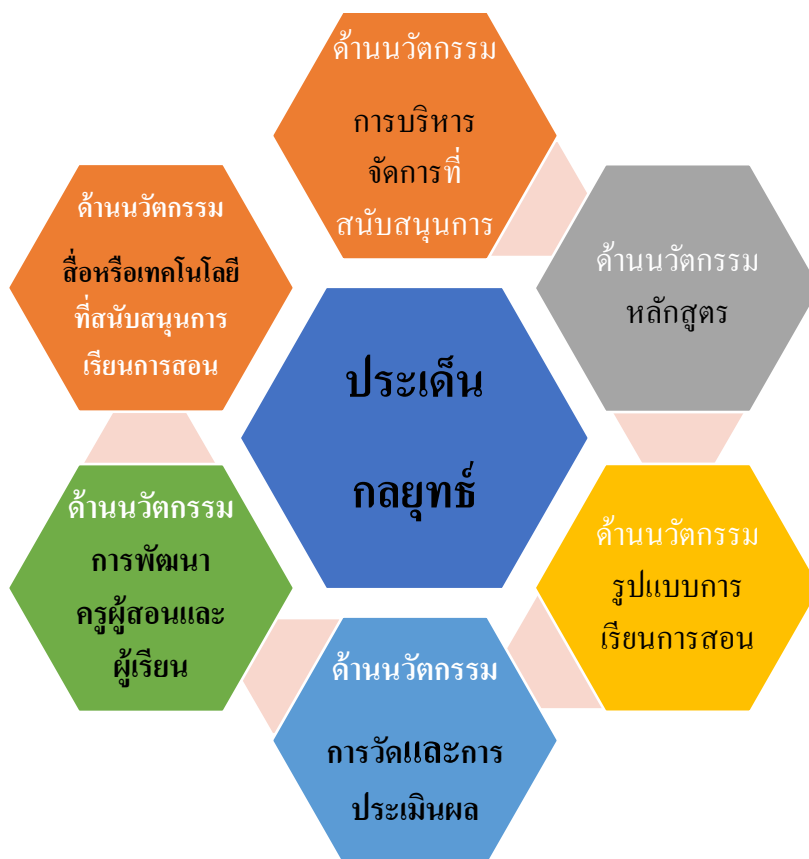 ด้านนวัตกรรม
การบริหาร
จัดการที่
สนับสนุนการ
ด้านนวัตกรรม
หลักสูตร
ด้านนวัตกรรม
รูปแบบการ
เรียนการสอน
ด้านนวัตกรรม
การวัดและการ
ประเมินผล
ด้านนวัตกรรม
การพัฒนา
ครูผู้สอนและ
ผู้เรียน
ด้านนวัตกรรม
สื่อหรือเทคโนโลยี
ที่สนับสนุนการ
เรียนการสอน
ประเด็น
กลยุทธ์